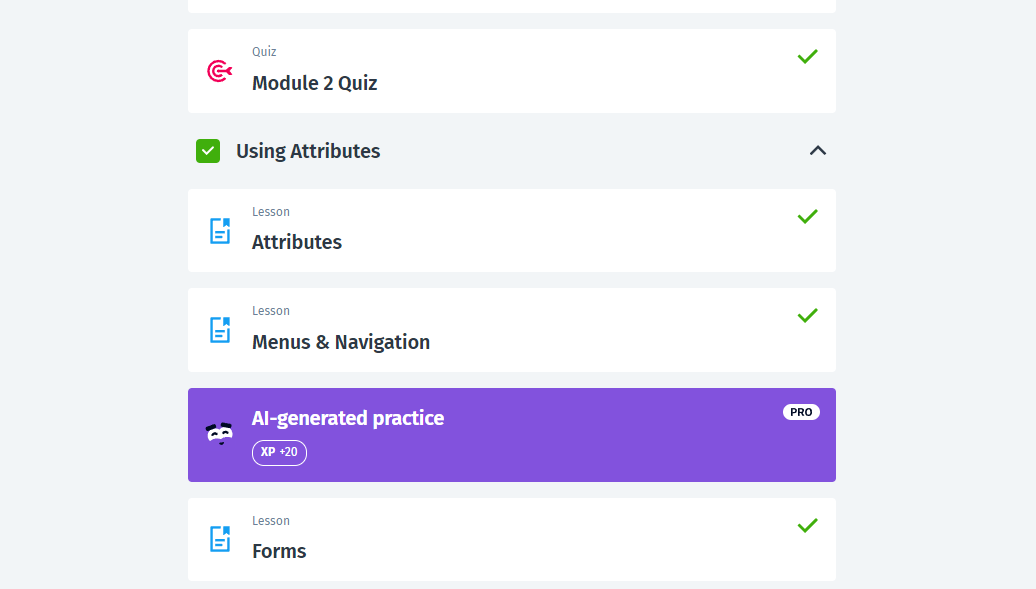 Quiz
Module 2 Quiz
Using Attributes
Lesson
Attributes
Lesson
Menus & Navigation
AI-generated practice
PRO
XP +20
Lesson
Forms